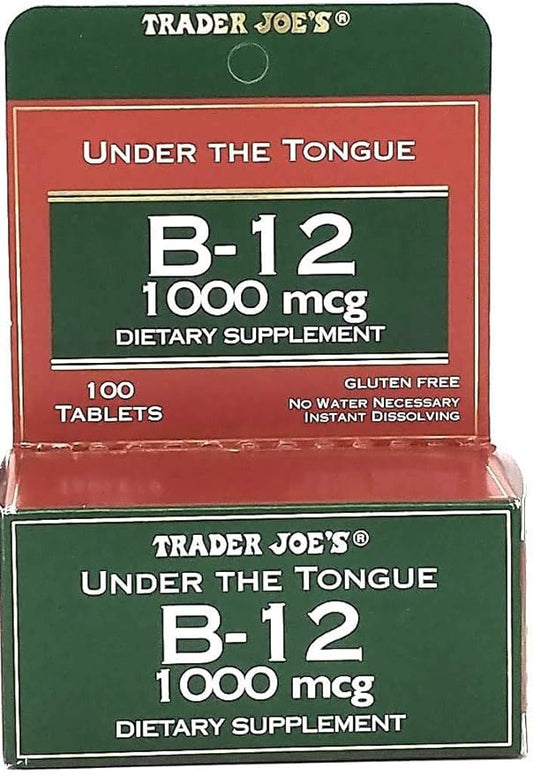 TRADER JOE'S®
UNDER THE TONGUE
B-12
1000 mcg
DIETARY SUPPLEMENT
100
TABLETS
GLUTEN FREE
NO WATER NECESSARY
INSTANT DISSOLVING
TRADER JOE'S®
UNDER THE TONGUE
B-12
1000 mcg
DIETARY SUPPLEMENT